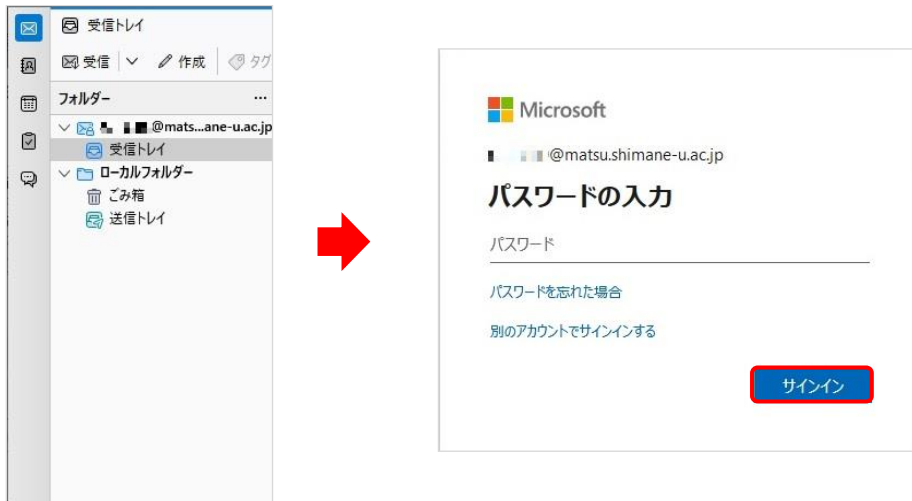 受信トレイ
受信 作成 タグ
フォルダー ...
@mats...ane-u.ac.jp
受信トレイ
ローカルフォルダー
ごみ箱
送信トレイ
Microsoft
@matsu.shimane-u.ac.jp
パスワードの入力
パスワード
パスワードを忘れた場合
別のアカウントでサインインする
サインイン